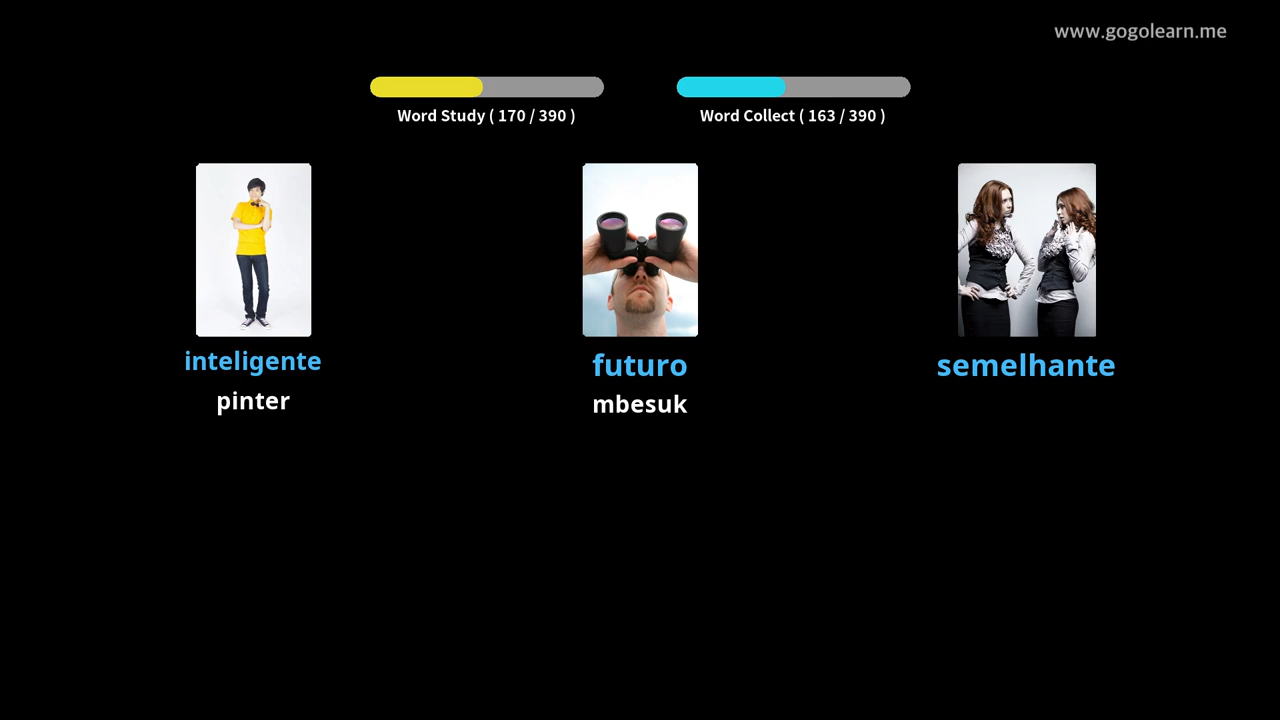 www.gogolearn.me
Word Study ( 170 / 390 )
Word Collect ( 163 / 390 )
inteligente
pinter
futuro
mbesuk
semelhante